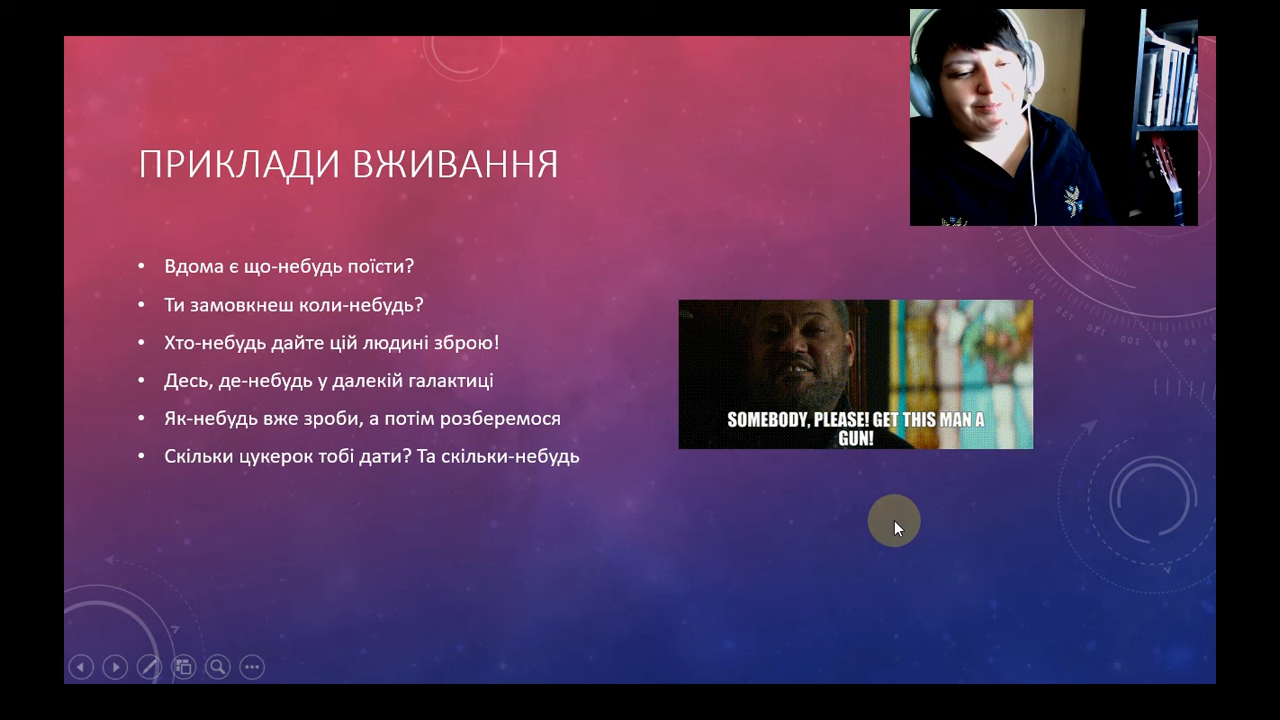 ПРИКЛАДИ ВЖИВАННЯ
• Вдома є що-небудь поїсти?
• Ти замовкнеш коли-небудь?
• Хто-небудь дайте цій людині зброю!
• Десь, де-небудь у далекій галактиці
• Як-небудь вже зроби, а потім розберемося
• Скільки цукерок тобі дати? Та скільки-небудь
SOMEBODY, PLEASE! GET THIS MAN A
GUN!